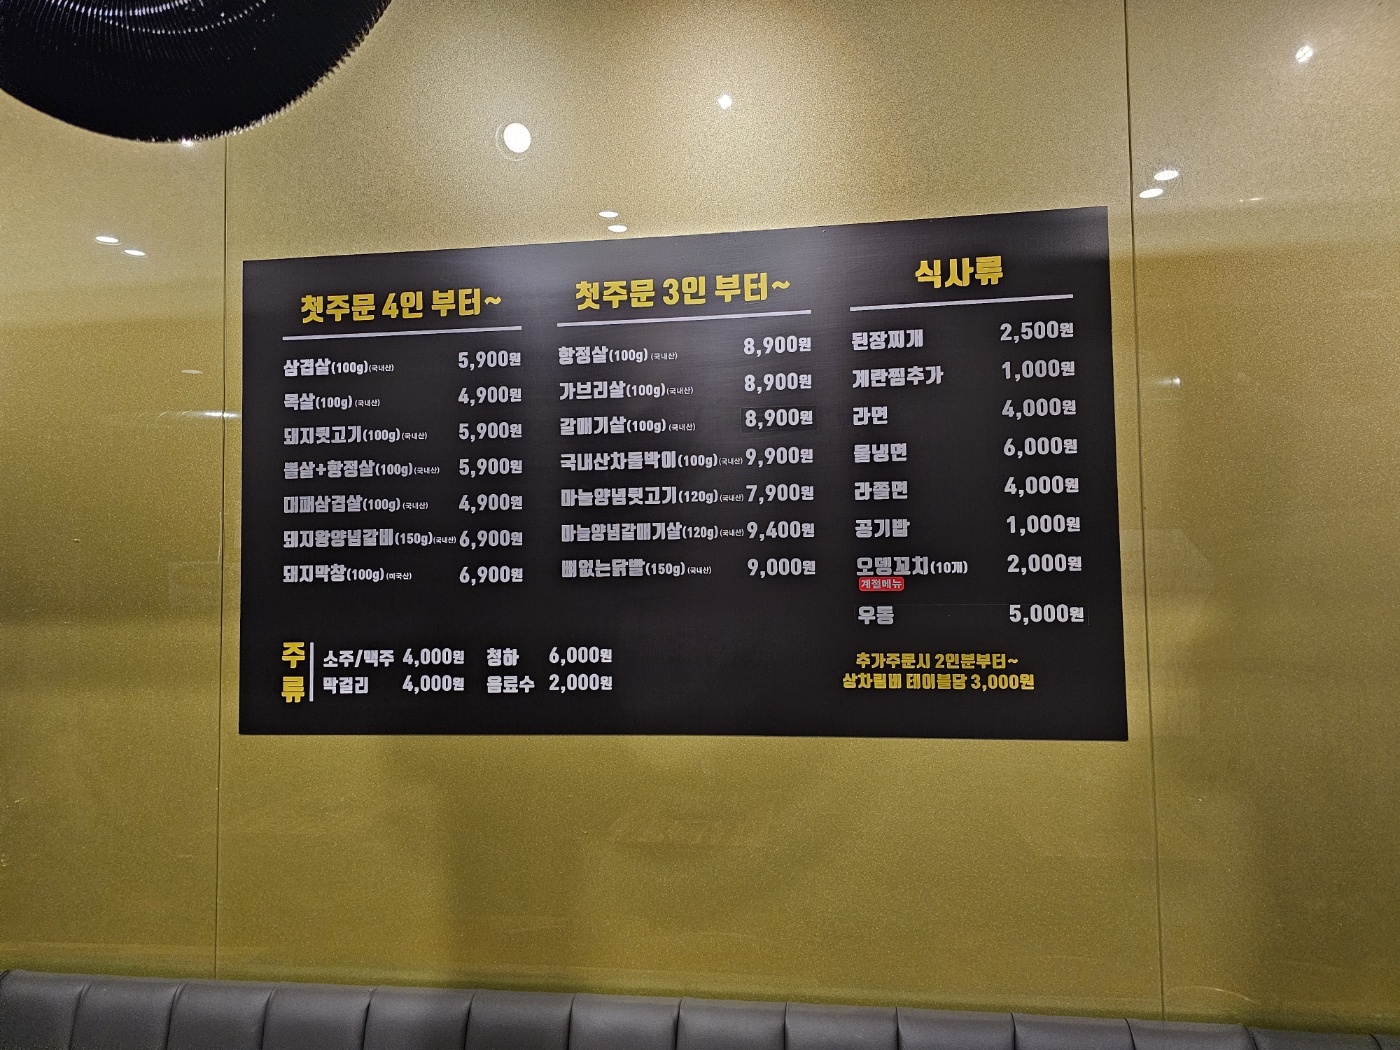 첫주문 4인 부터~
삼겹살(100g)(국내산) 5,900원
목살(100g)(국내산) 4,900원
돼지뒷고기(100g)(국내산) 5,900원
볼살+항정살(100g)(국내산) 5,900원
대패삼겹살(100g)(국내산) 4,900원
돼지왕양념갈비(150g)(국내산) 6,900원
돼지막창(100g)(미국산) 6,900원
첫주문 3인 부터~
항정살(100g)(국내산) 8,900원
가브리살(100g)(국내산) 8,900원
갈매기살(100g)(국내산) 8,900원
국내산차돌박이(100g)(국내산) 9,900원
마늘양념뒷고기(120g)(국내산) 7,900원
마늘양념갈매기살(120g)(국내산) 9,400원
뼈없는닭발(150g)(국내산) 9,000원
식사류
된장찌개 2,500원
계란찜추가 1,000원
라면 4,000원
물냉면 6,000원
라쫄면 4,000원
공기밥 1,000원
오뎅꼬치(10개) 2,000원
계절메뉴
우동 5,000원
주류
소주/맥주 4,000원 청하 6,000원
막걸리 4,000원 음료수 2,000원
추가주문시 2인분부터~
상차림비 테이블당 3,000원